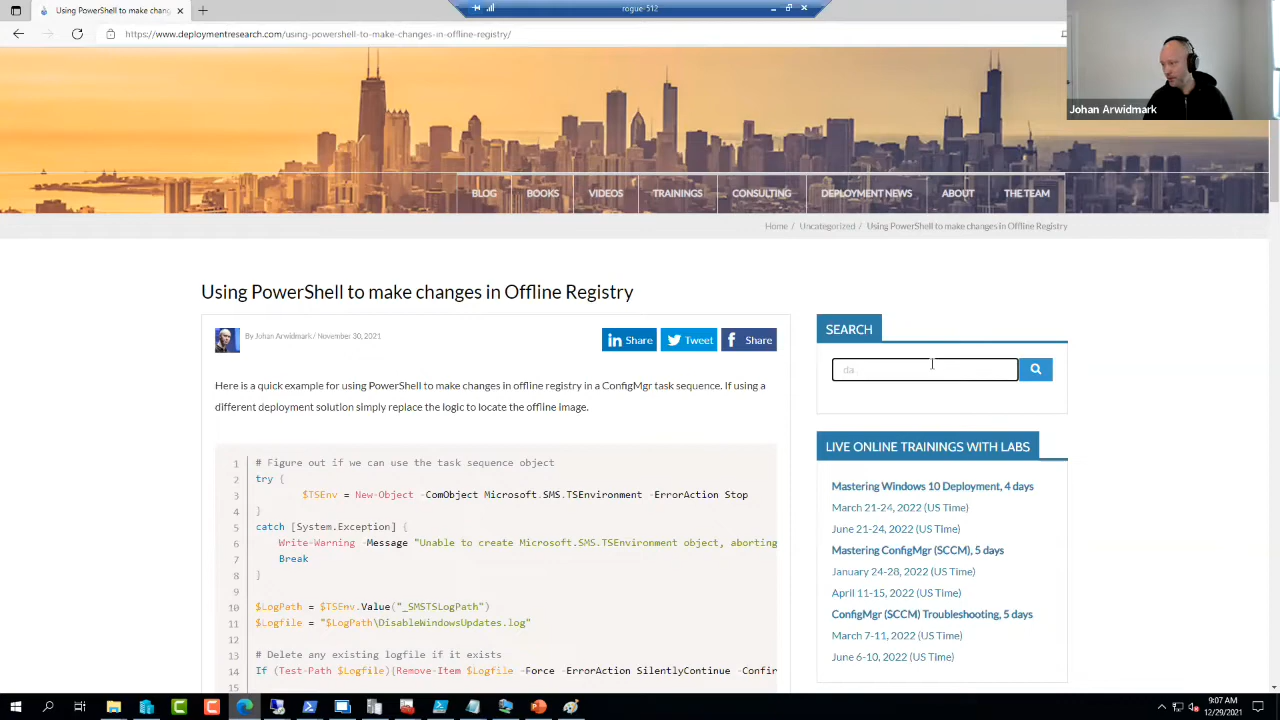 Using PowerShell to make chang
rogue-512
https://www.deploymentresearch.com/using-powershell-to-make-changes-in-offline-registry/
Johan Arwidmark
BLOG
BOOKS
VIDEOS
TRAININGS
CONSULTING
DEPLOYMENT NEWS
ABOUT
THE TEAM
Home / Uncategorized / Using PowerShell to make changes in Offline Registry
Using PowerShell to make changes in Offline Registry
By Johan Arwidmark / November 30, 2021
in Share
Tweet
f Share
Here is a quick example for using PowerShell to make changes in offline registry in a ConfigMgr task sequence. If using a
different deployment solution simply replace the logic to locate the offline image.
1 # Figure out if we can use the task sequence object
2 try {
3 $TSEnv = New-Object -ComObject Microsoft.SMS.TSEnvironment -ErrorAction Stop
4 }
5 catch [System.Exception] {
6 Write-Warning -Message "Unable to create Microsoft.SMS.TSEnvironment object, aborting
7 Break
8 }
9
10 $LogPath = $TSEnv.Value("_SMSTSLogPath")
11 $Logfile = "$LogPath\DisableWindowsUpdates.log"
12
13 # Delete any existing logfile if it exists
14 If (Test-Path $Logfile){Remove-Item $Logfile -Force -ErrorAction SilentlyContinue -Confir
15
SEARCH
dai
LIVE ONLINE TRAININGS WITH LABS
Mastering Windows 10 Deployment, 4 days
March 21-24, 2022 (US Time)
June 21-24, 2022 (US Time)
Mastering ConfigMgr (SCCM), 5 days
January 24-28, 2022 (US Time)
April 11-15, 2022 (US Time)
ConfigMgr (SCCM) Troubleshooting, 5 days
March 7-11, 2022 (US Time)
June 6-10, 2022 (US Time)
9:07 AM
12/29/2021